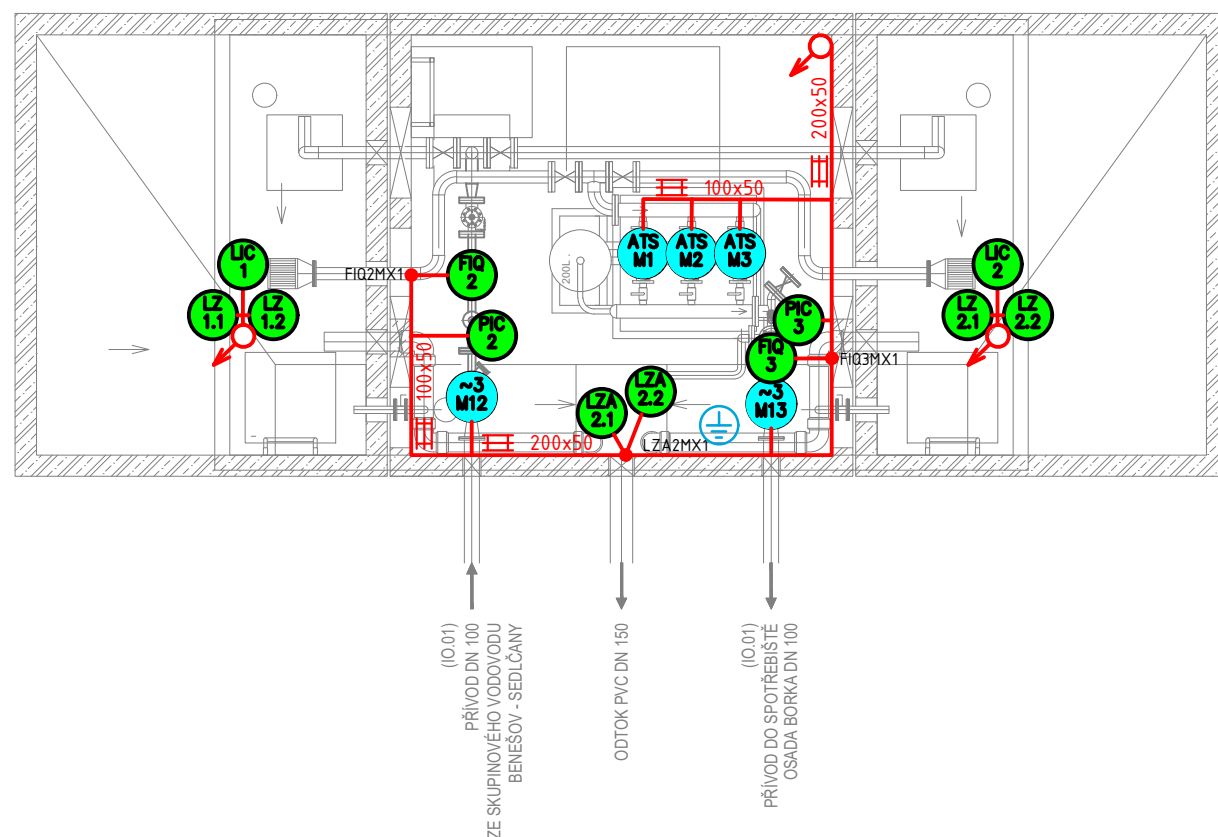 200x50
100x50
ATS
M1
ATS
M2
ATS
M3
LIC
1
LZ
1.1
LZ
1.2
FIQ2MX1
FIQ
2
PIC
2
200L.
PIC
3
FIQ
3
FIQ3MX1
LIC
2
LZ
2.1
LZ
2.2
100x50
~3
M12
LZA
2.1
LZA
2.2
~3
M13
200x50
LZA2MX1
(IO.01)
PŘÍVOD DN 100
ZE SKUPINOVÉHO VODOVODU
BENEŠOV - SEDLČANY
ODTOK PVC DN 150
(IO.01)
PŘÍVOD DO SPOTŘEBIŠTĚ
OSADA BORKA DN 100